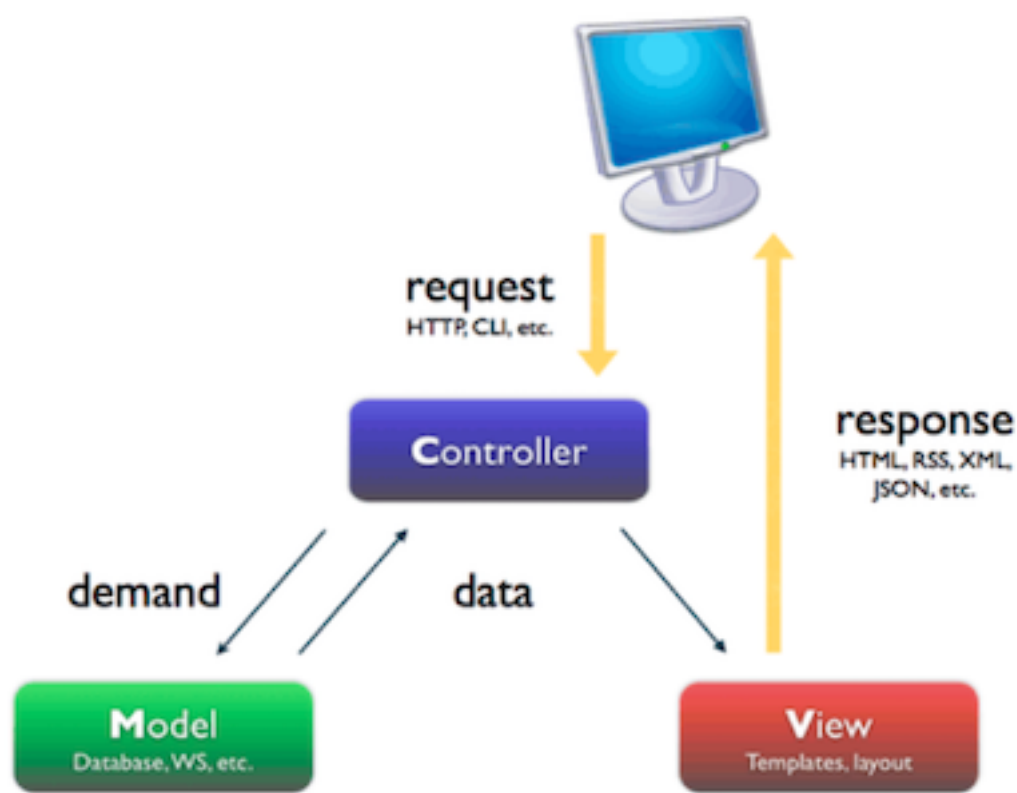 request
HTTP, CLI, etc.
Controller
response
HTML, RSS, XML,
JSON, etc.
demand
data
Model
Database, WS, etc.
View
Templates, layout